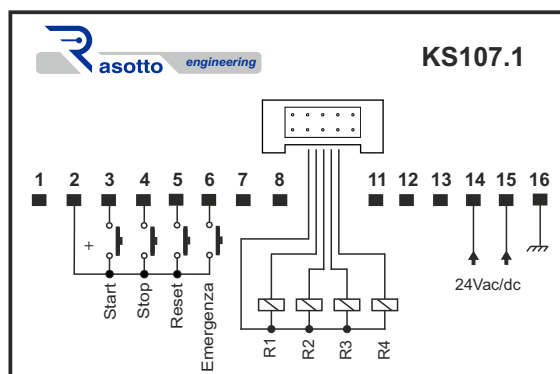 Rasotto engineering
KS107.1
1 2 3 4 5 6 7 8 11 12 13 14 15 16
+
24Vac/dc
Start
Stop
Reset
Emergenza
R1
R2
R3
R4